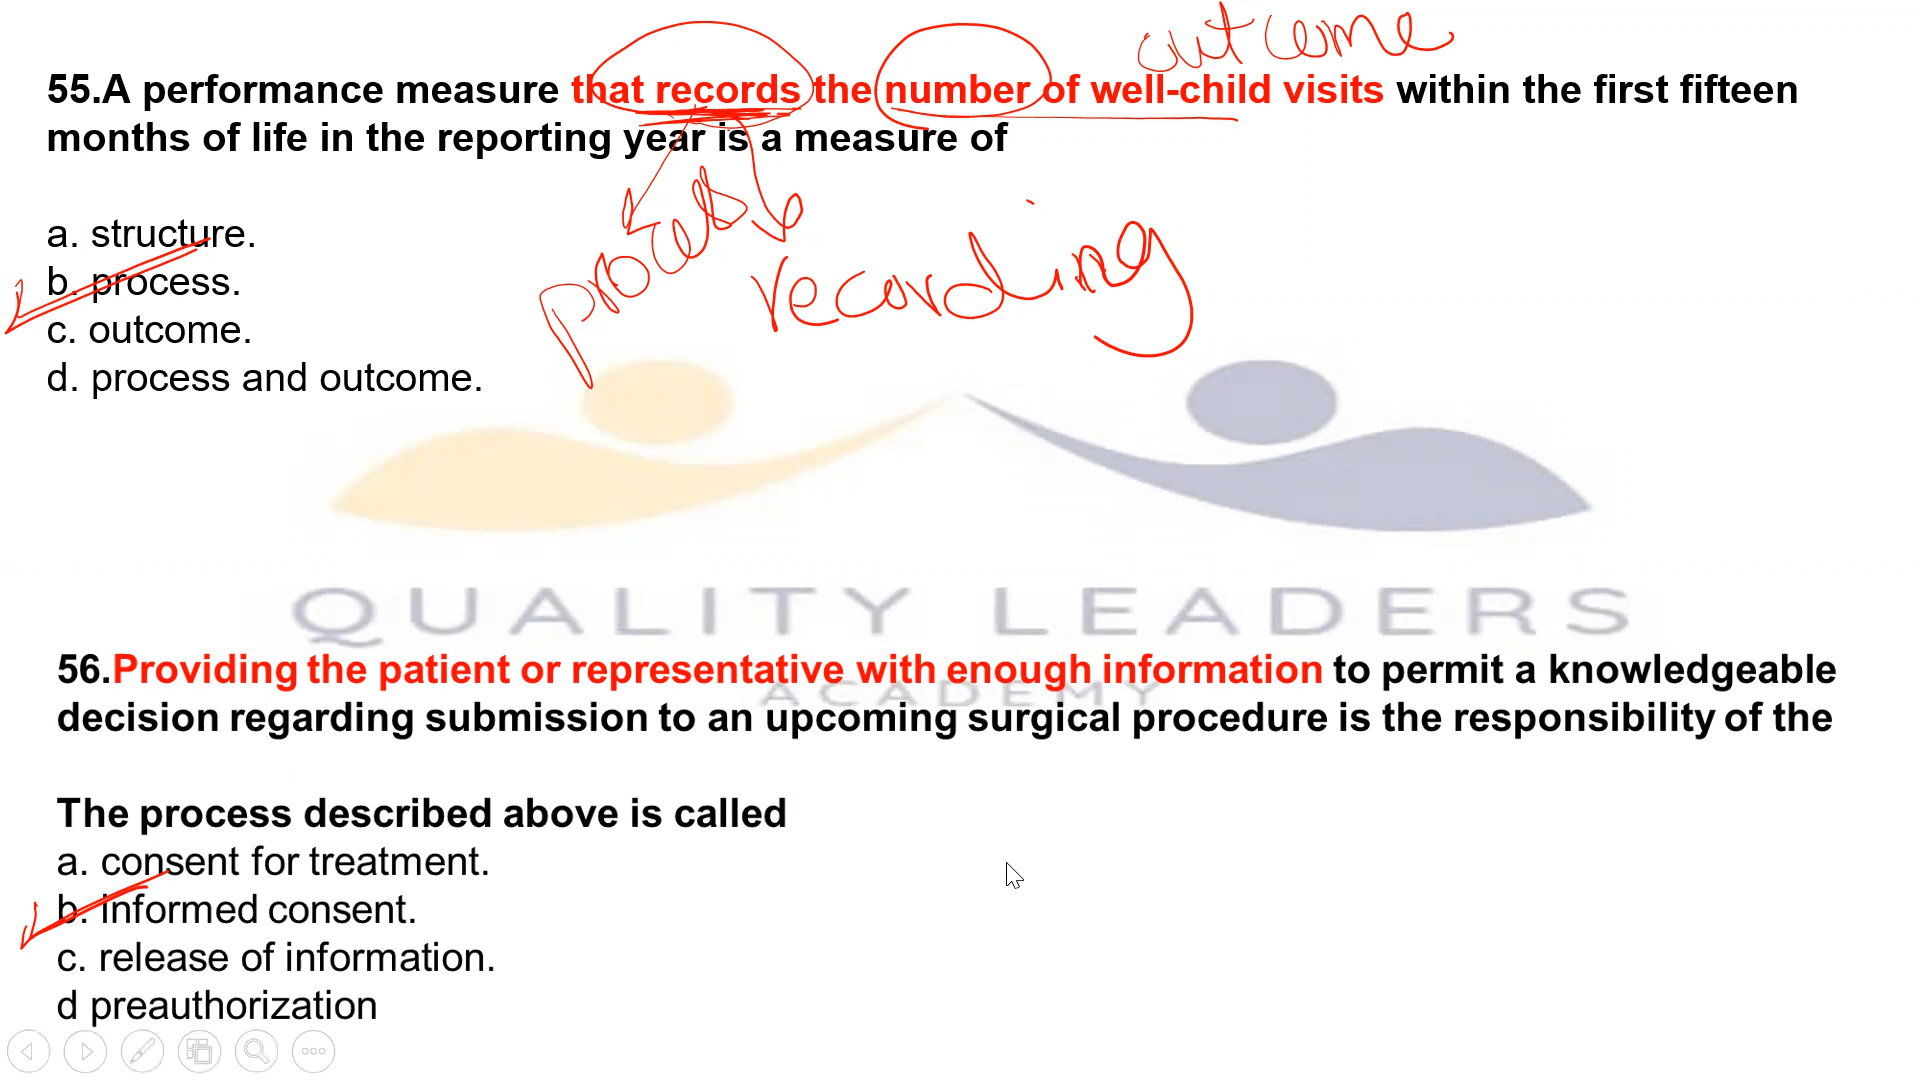 outcome
55.A performance measure that records the number of well-child visits within the first fifteen
months of life in the reporting year is a measure of
a. structure.
b. process.
c. outcome.
d. process and outcome.
process
recording
QUALITY LEADERS
ACADEMY
56.Providing the patient or representative with enough information to permit a knowledgeable
decision regarding submission to an upcoming surgical procedure is the responsibility of the
The process described above is called
a. consent for treatment.
b. informed consent.
c. release of information.
d preauthorization